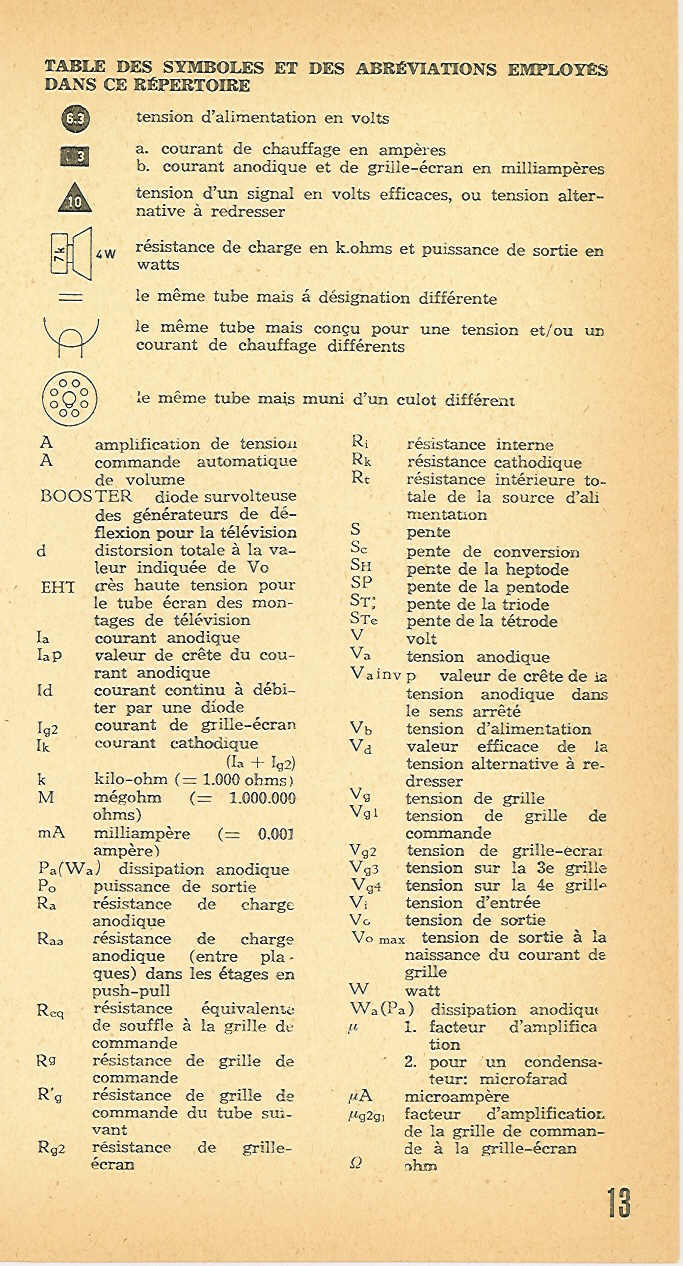 TABLE DES SYMBOLES ET DES ABRÉVIATIONS EMPLOYÉS
DANS CE RÉPERTOIRE
6.3 tension d'alimentation en volts
3 a. courant de chauffage en ampères
b. courant anodique et de grille-écran en milliampères
10 tension d'un signal en volts efficaces, ou tension alter-
native à redresser
7k 4W résistance de charge en k.ohms et puissance de sortie en
watts
= le même tube mais á désignation différente
le même tube mais conçu pour une tension et/ou un
courant de chauffage différents
le même tube mais muni d'un culot différent
A amplification de tension
A commande automatique
de volume
BOOSTER diode survolteuse
des générateurs de dé-
flexion pour la télévision
d distorsion totale à la va-
leur indiquée de Vo
EHT très haute tension pour
le tube écran des mon-
tages de télévision
Ia courant anodique
Iap valeur de crête du cou-
rant anodique
Id courant continu à débi-
ter par une diode
Ig2 courant de grille-écran
Ik courant cathodique
(Ia + Ig2)
k kilo-ohm (= 1.000 ohms)
M mégohm (= 1.000.000
ohms)
mA milliampère (= 0.001
ampère)
Pa(Wa) dissipation anodique
Po puissance de sortie
Ra résistance de charge
anodique
Raa résistance de charge
anodique (entre pla-
ques) dans les étages en
push-pull
Req résistance équivalente
de souffle à la grille de
commande
Rg résistance de grille de
commande
R'g résistance de grille de
commande du tube sui-
vant
Rg2 résistance de grille-
écran
Ri résistance interne
Rk résistance cathodique
Rt résistance intérieure to-
tale de la source d'ali
mentation
S pente
Sc pente de conversion
SH pente de la heptode
SP pente de la pentode
ST pente de la triode
STe pente de la tétrode
V volt
Va tension anodique
Va inv p valeur de crête de la
tension anodique dans
le sens arrêté
Vb tension d'alimentation
Vd valeur efficace de la
tension alternative à re-
dresser
Vg tension de grille
Vg1 tension de grille de
commande
Vg2 tension de grille-écran
Vg3 tension sur la 3e grille
Vg4 tension sur la 4e grille
Vi tension d'entrée
Vo tension de sortie
Vo max tension de sortie à la
naissance du courant de
grille
W watt
Wa(Pa) dissipation anodique
μ 1. facteur d'amplifica
tion
2. pour un condensa-
teur: microfarad
μA microampère
μg2g1 facteur d'amplification
de la grille de comman-
de à la grille-écran
Ω ohm
13